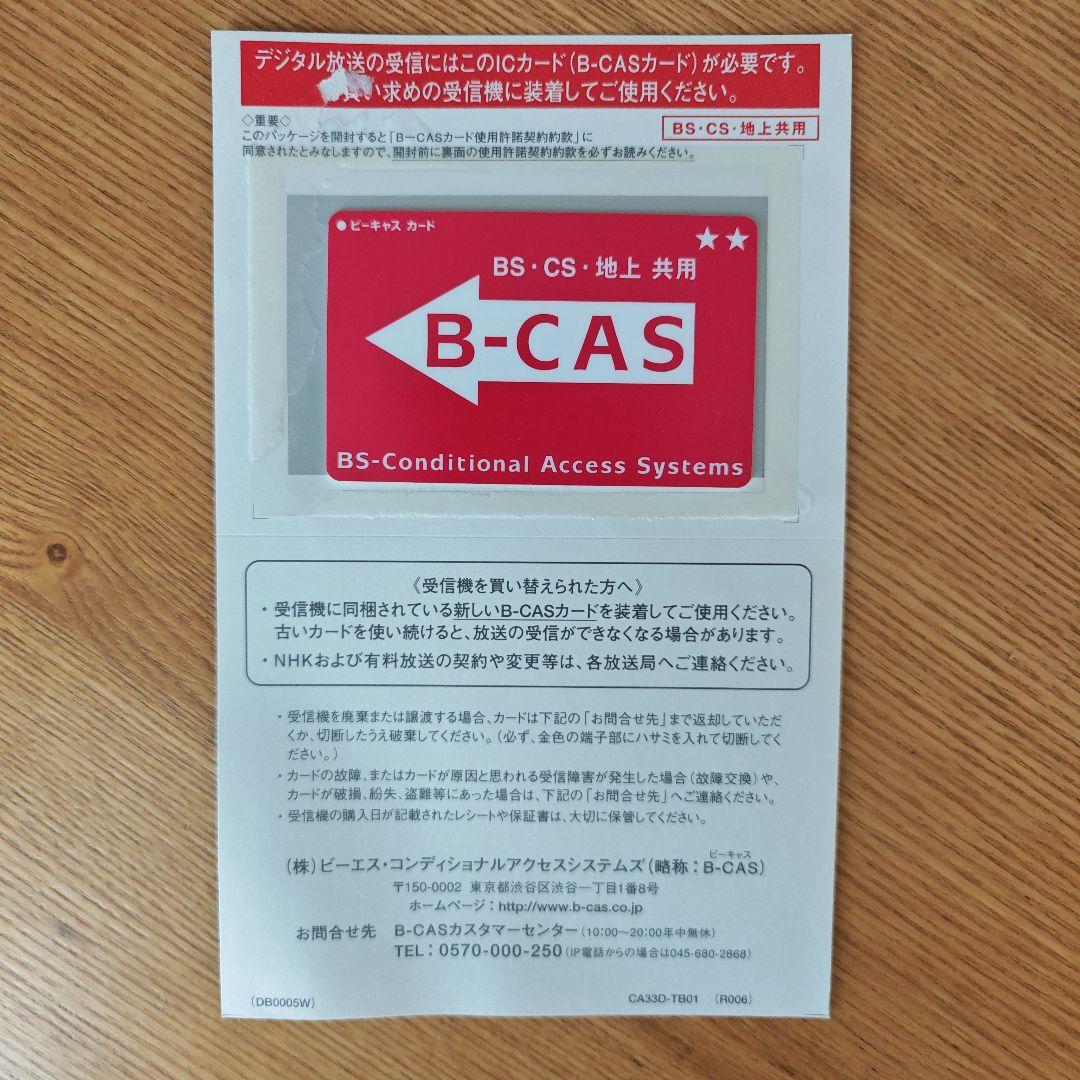 デジタル放送の受信にはこのICカード(B-CASカード)が必要です。
い求めの受信機に装着してご使用ください。
◇重要◇
このパッケージを開封すると「B-CASカード使用許諾契約約款」に
同意されたとみなしますので、開封前に裏面の使用許諾契約約款を必ずお読みください。
BS・CS・地上共用
●ビーキャス カード
★★
BS・CS・地上 共用
B-CAS
BS-Conditional Access Systems
《受信機を買い替えられた方へ》
・受信機に同梱されている新しいB-CASカードを装着してご使用ください。
古いカードを使い続けると、放送の受信ができなくなる場合があります。
・NHKおよび有料放送の契約や変更等は、各放送局へご連絡ください。
・受信機を廃棄または譲渡する場合、カードは下記の「お問合せ先」まで返却していただ
くか、切断したうえ破棄してください。(必ず、金色の端子部にハサミを入れて切断してく
ださい。)
・カードの故障、またはカードが原因と思われる受信障害が発生した場合(故障交換)や、
カードが破損、紛失、盗難等にあった場合は、下記の「お問合せ先」へご連絡ください。
・受信機の購入日が記載されたレシートや保証書は、大切に保管してください。
ビーキャス
(株)ビーエス・コンディショナルアクセスシステムズ(略称:B-CAS)
〒150-0002 東京都渋谷区渋谷一丁目1番8号
ホームページ:http://www.b-cas.co.jp
お問合せ先 B-CASカスタマーセンター(10:00~20:00年中無休)
TEL:0570-000-250(IP電話からの場合は045-680-2868)
(DB0005W)
CA33D-TB01 (R006)